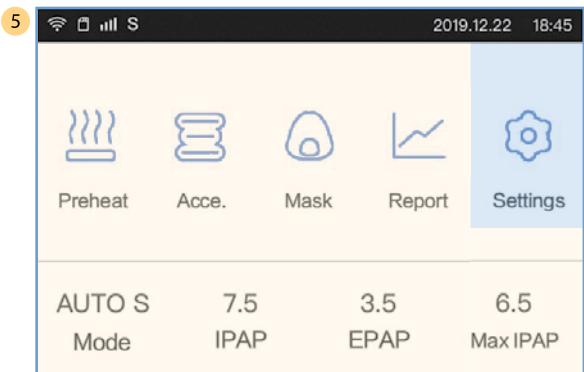 5
S 2019.12.22 18:45
Preheat Acce. Mask Report Settings
AUTO S 7.5 3.5 6.5
Mode IPAP EPAP Max IPAP